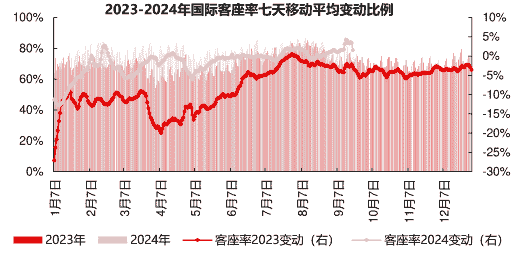 2023-2024年国际客座率七天移动平均变动比例
100%
80%
60%
40%
20%
0%
10%
5%
0%
-5%
-10%
-15%
-20%
-25%
-30%
1月7日
2月7日
3月7日
4月7日
5月7日
6月7日
7月7日
8月7日
9月7日
10月7日
11月7日
12月7日
2023年 2024年 客座率2023变动（右） 客座率2024变动（右）